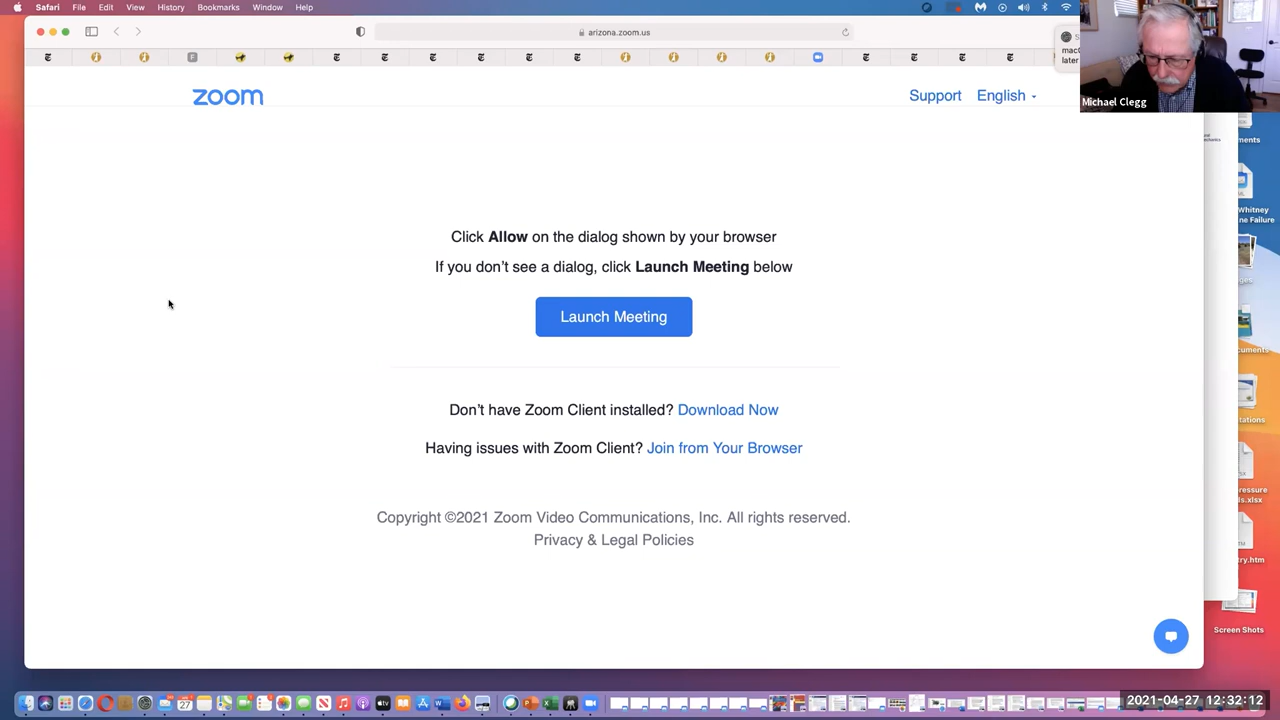 Safari File Edit View History Bookmarks Window Help
arizona.zoom.us
zoom
Support English
Michael Clegg
later
Click Allow on the dialog shown by your browser
If you don't see a dialog, click Launch Meeting below
Launch Meeting
Don't have Zoom Client installed? Download Now
Having issues with Zoom Client? Join from Your Browser
Copyright ©2021 Zoom Video Communications, Inc. All rights reserved.
Privacy & Legal Policies
Whitney
Screen Shots
27
2021-04-27 12:32:12